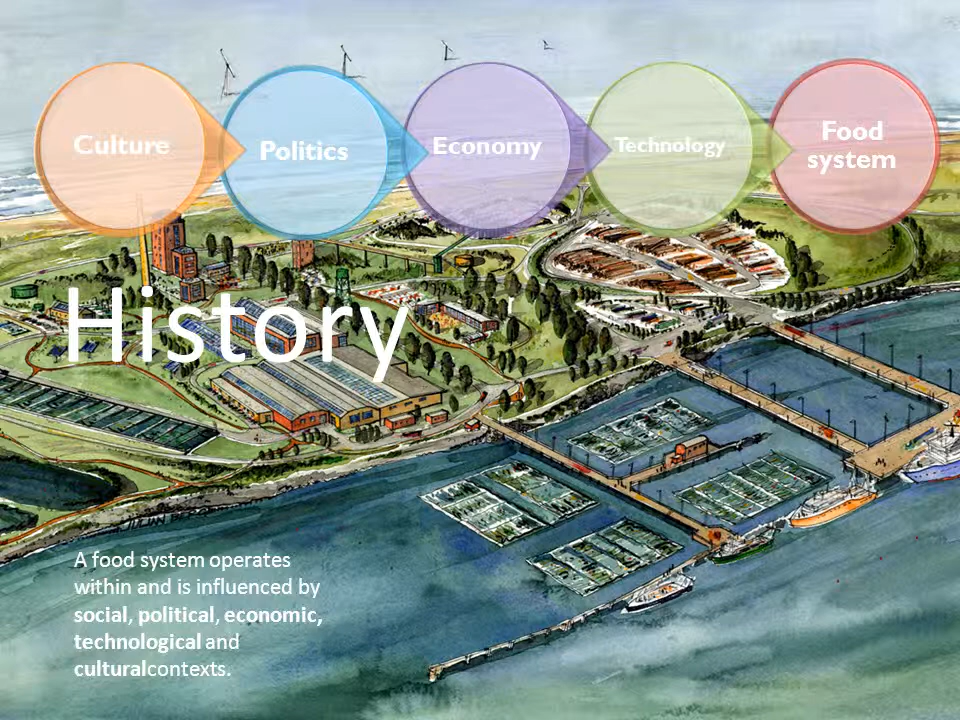 Culture
Politics
Economy
Technology
Food
system
History
A food system operates
within and is influenced by
social, political, economic,
technological and
culturalcontexts.